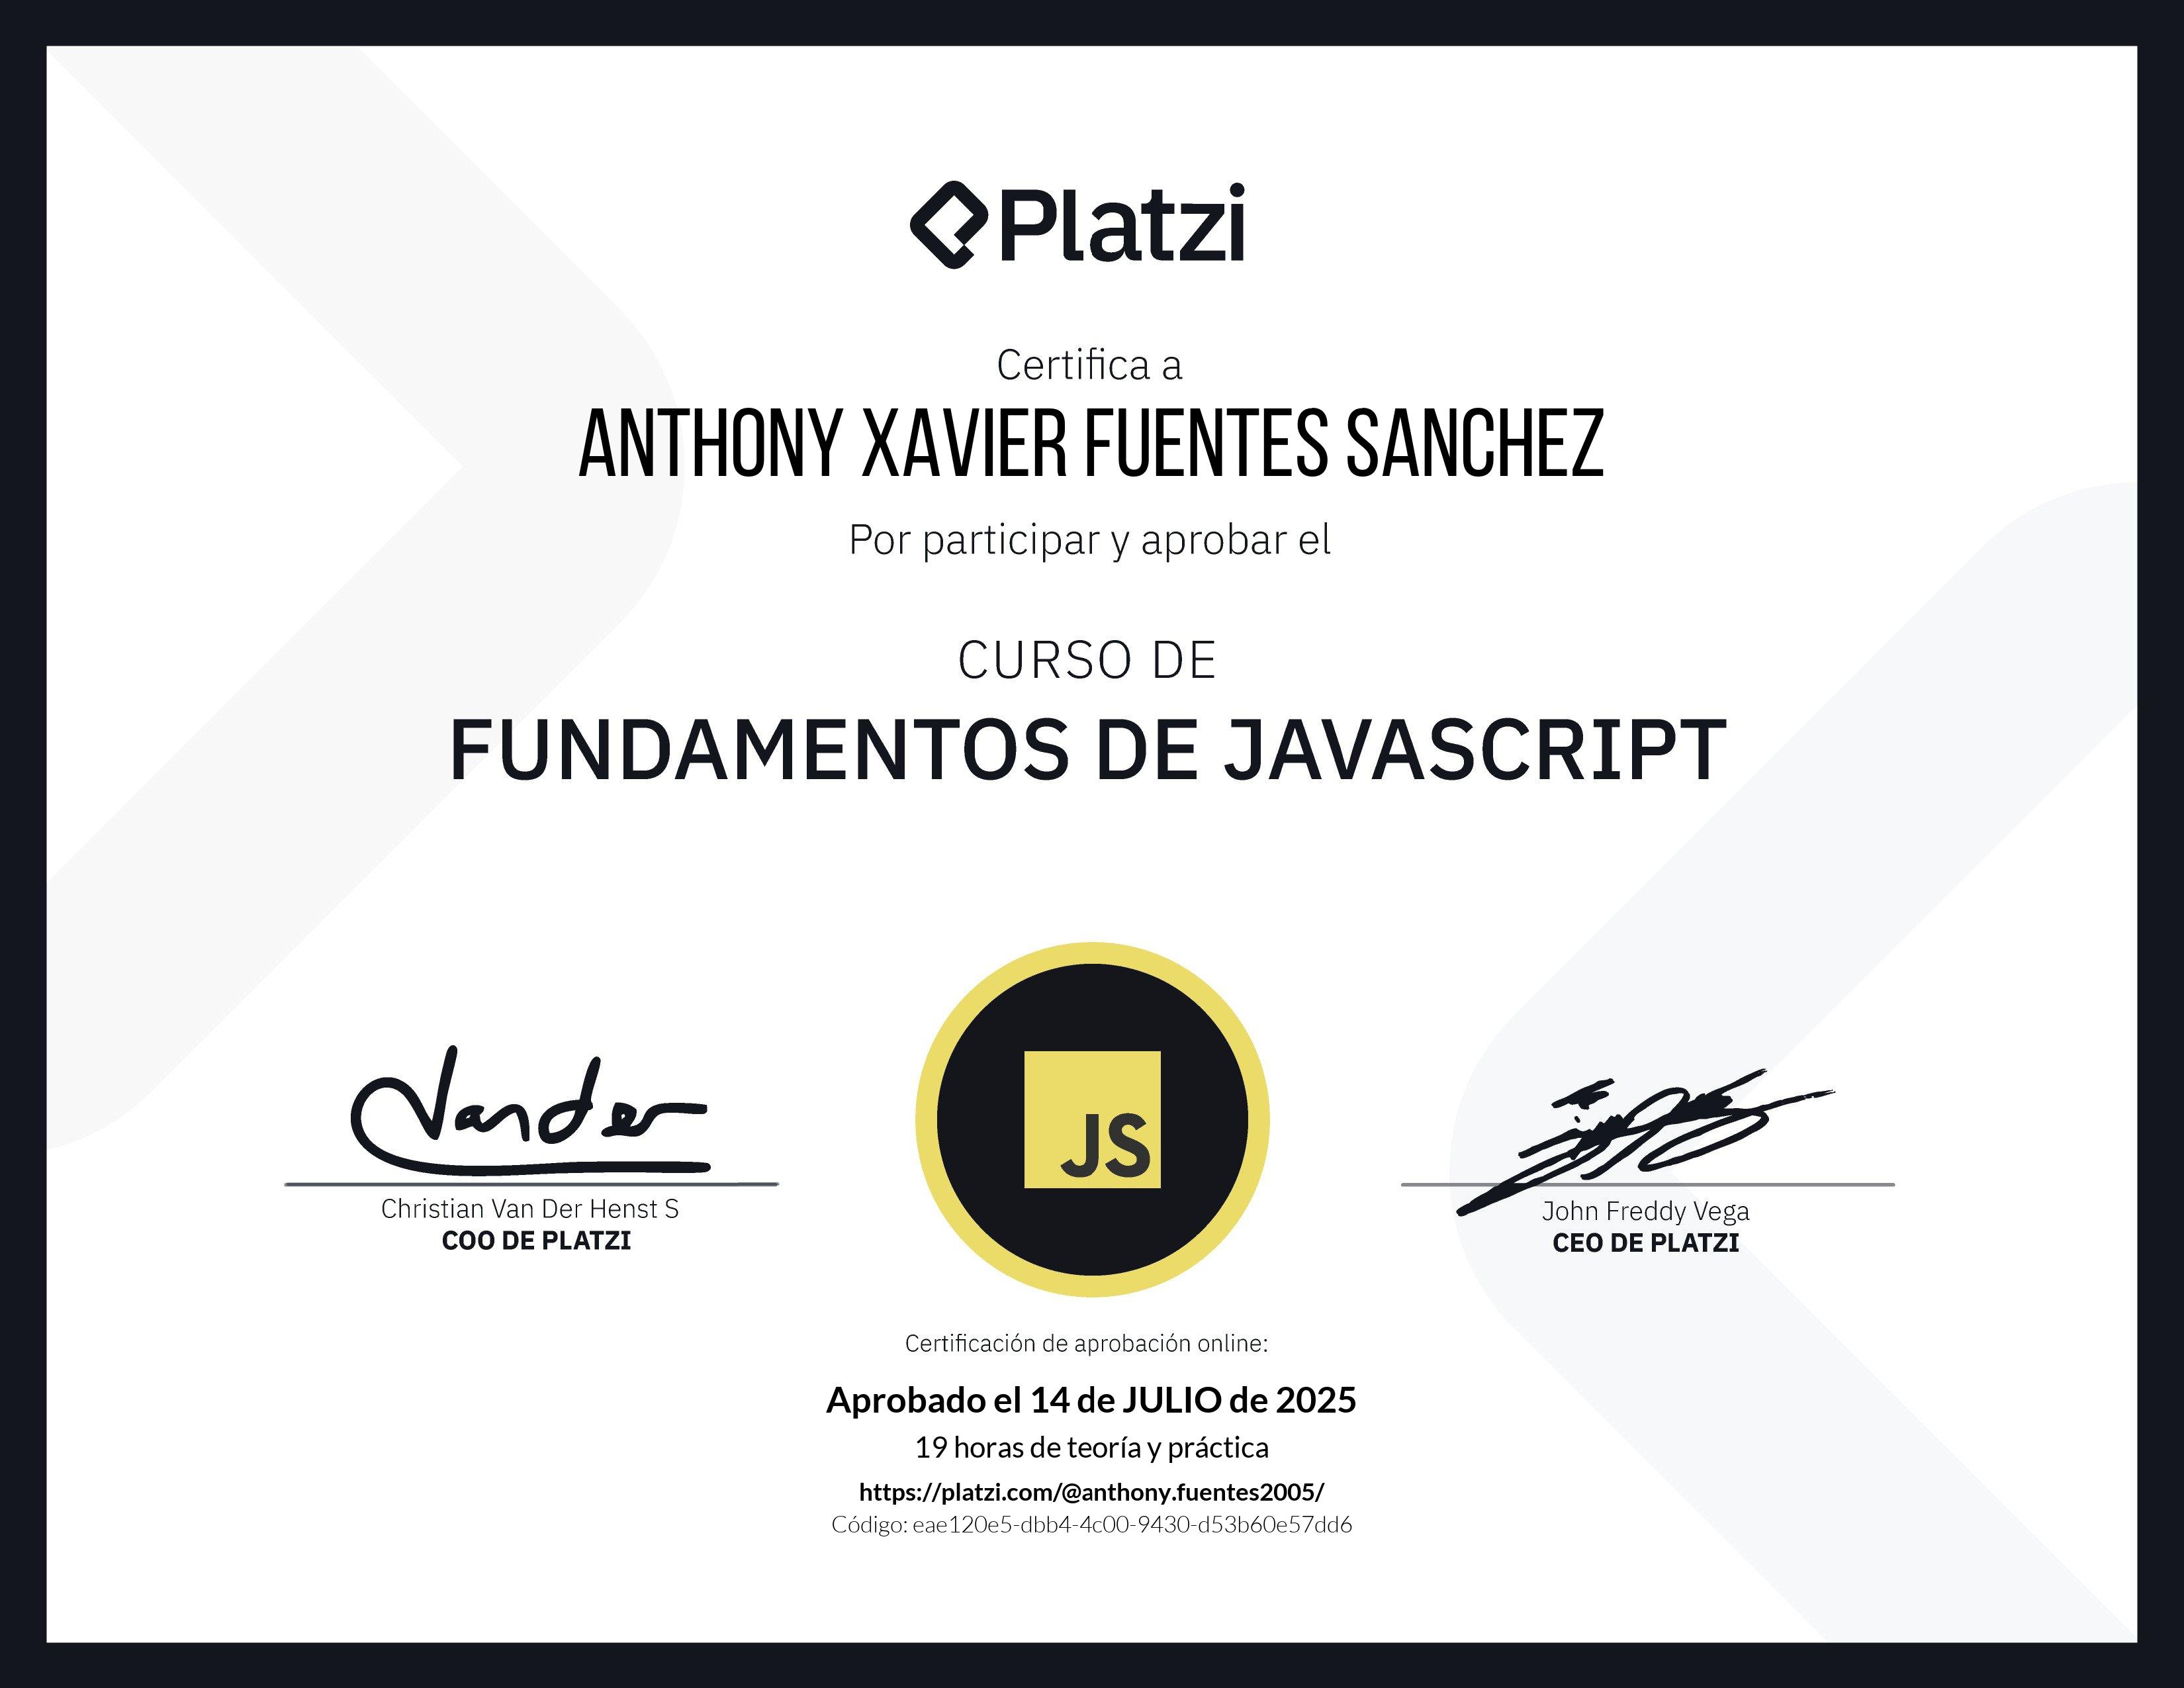 Platzi
Certifica a
ANTHONY XAVIER FUENTES SANCHEZ
Por participar y aprobar el
CURSO DE
FUNDAMENTOS DE JAVASCRIPT
Vander
JS
Christian Van Der Henst S
COO DE PLATZI
John Freddy Vega
CEO DE PLATZI
Certificación de aprobación online:
Aprobado el 14 de JULIO de 2025
19 horas de teoría y práctica
https://platzi.com/@anthony.fuentes2005/
Código: eae120e5-dbb4-4c00-9430-d53b60e57dd6